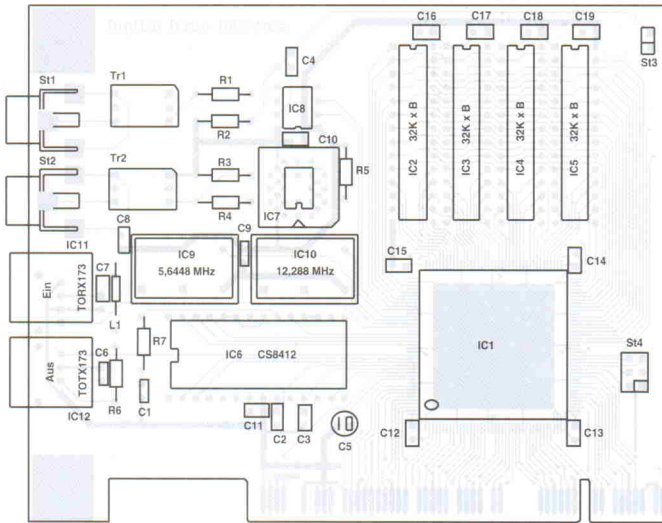 Digital Audio-Interface
C16
C17
C18
C19
St3
St1
Tr1
R1
C4
IC8
R2
C10
St2
Tr2
R3
R4
R5
IC7
IC2
32K x B
IC3
32K x B
IC4
32K x B
IC5
32K x B
C8
C9
IC11
IC9
5,6448 MHz
IC10
12,288 MHz
C15
C14
Ein
TORX173
C7
L1
R7
IC6 CS8412
IC1
St4
Aus
TOTX173
C6
R6
IC12
C1
C11
C2
C3
C5
C12
C13